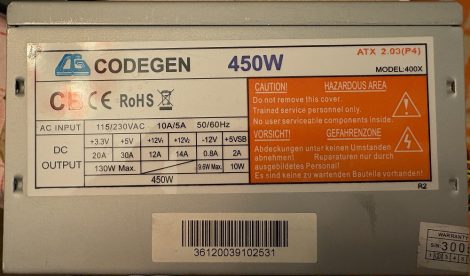 CODEGEN 450W
ATX 2.03(P4)
MODEL:400X
CE RoHS
CAUTION! HAZARDOUS AREA
Do not remove this cover.
Trained service personnel only.
No user serviceable components inside.
VORSICHT! GEFAHRENZONE
Abdeckungen unter keinen Umständen
entfernen. Reparaturen nur durch
ausgebildetes Personal!
Es sind keine zu wartenden Bauteile vorhanden!
R2
AC INPUT 115/230VAC 10A/5A 50/60Hz
DC OUTPUT +3.3V +5V +12V1 +12V2 -12V +5VSB
20A 30A 12A 14A 0.8A 2A
130W Max. 9.6W Max. 10W
450W
36120039102531
WARRANTY
S/N:300